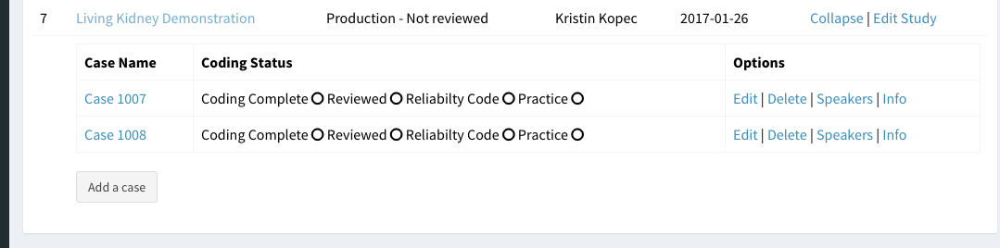 7 Living Kidney Demonstration Production - Not reviewed Kristin Kopec 2017-01-26 Collapse | Edit Study
Case Name Coding Status Options
Case 1007 Coding Complete Reviewed Reliabilty Code Practice Edit | Delete | Speakers | Info
Case 1008 Coding Complete Reviewed Reliabilty Code Practice Edit | Delete | Speakers | Info
Add a case